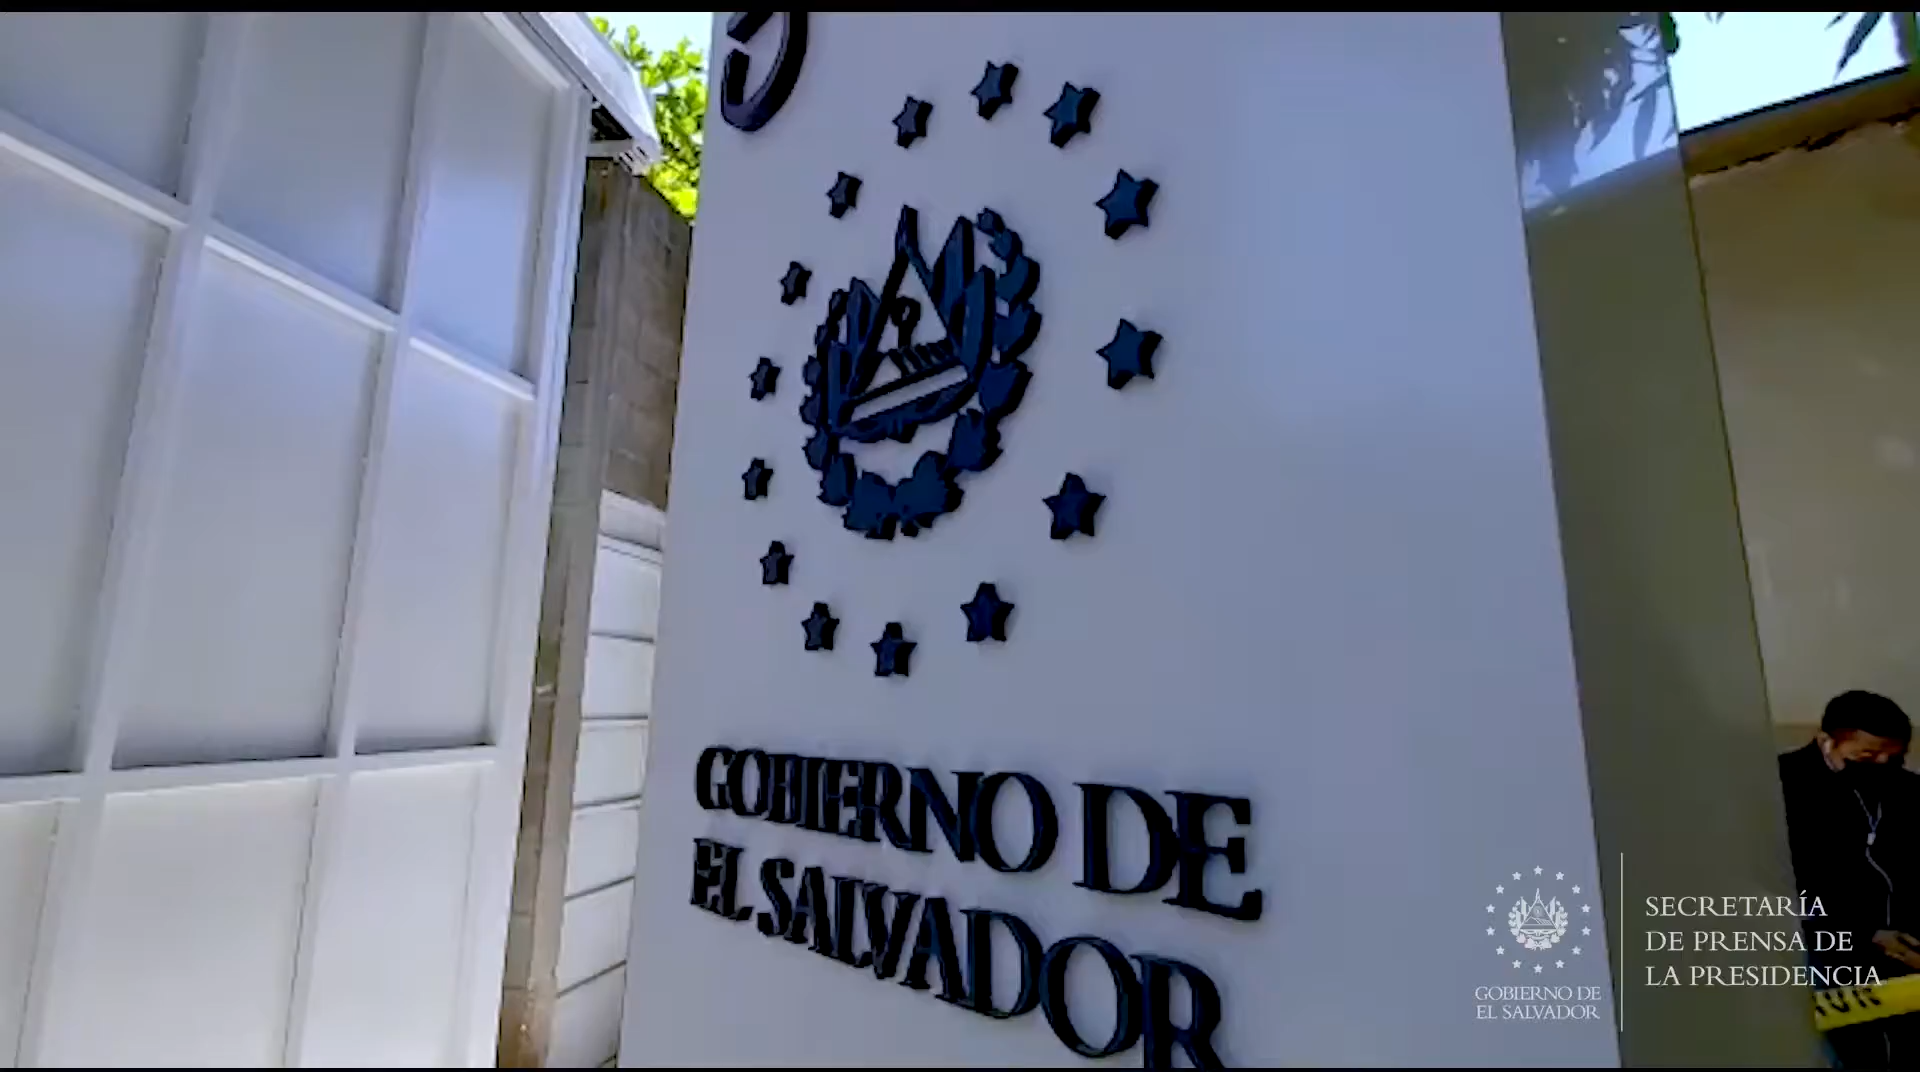 GOBIERNO DE
EL SALVADOR
GOBIERNO DE
EL SALVADOR
SECRETARÍA
DE PRENSA DE
LA PRESIDENCIA